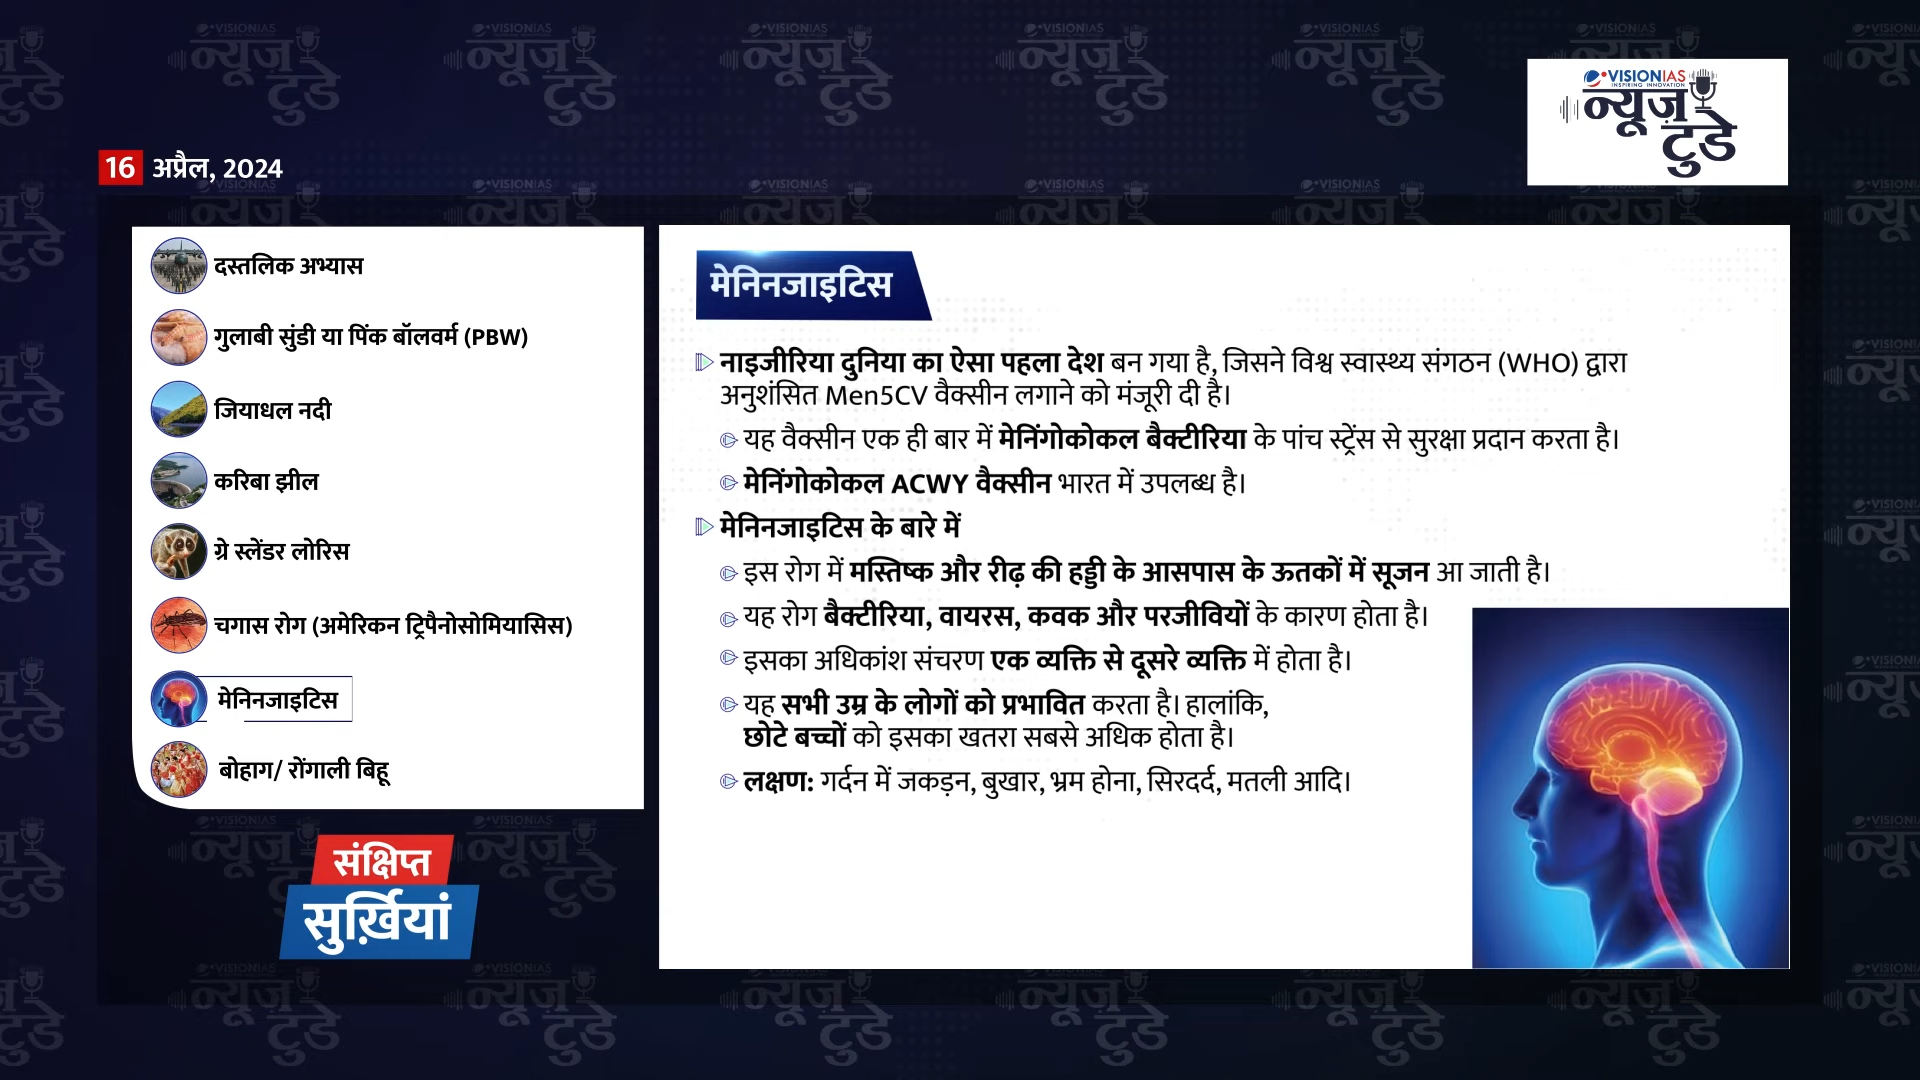 VISIONIAS
INSPIRING INNOVATION
न्यूज़
टुडे
16 अप्रैल, 2024
दस्तलिक अभ्यास
गुलाबी सुंडी या पिंक बॉलवर्म (PBW)
जियाधल नदी
करिबा झील
ग्रे स्लेंडर लोरिस
चगास रोग (अमेरिकन ट्रिपैनोसोमियासिस)
मेनिनजाइटिस
बोहाग/ रोंगाली बिहू
संक्षिप्त
सुर्ख़ियां
मेनिनजाइटिस
नाइजीरिया दुनिया का ऐसा पहला देश बन गया है, जिसने विश्व स्वास्थ्य संगठन (WHO) द्वारा
अनुशंसित Men5CV वैक्सीन लगाने को मंजूरी दी है।
यह वैक्सीन एक ही बार में मेनिंगोकोकल बैक्टीरिया के पांच स्ट्रेंस से सुरक्षा प्रदान करता है।
मेनिंगोकोकल ACWY वैक्सीन भारत में उपलब्ध है।
मेनिनजाइटिस के बारे में
इस रोग में मस्तिष्क और रीढ़ की हड्डी के आसपास के ऊतकों में सूजन आ जाती है।
यह रोग बैक्टीरिया, वायरस, कवक और परजीवियों के कारण होता है।
इसका अधिकांश संचरण एक व्यक्ति से दूसरे व्यक्ति में होता है।
यह सभी उम्र के लोगों को प्रभावित करता है। हालांकि,
छोटे बच्चों को इसका खतरा सबसे अधिक होता है।
लक्षण: गर्दन में जकड़न, बुखार, भ्रम होना, सिरदर्द, मतली आदि।